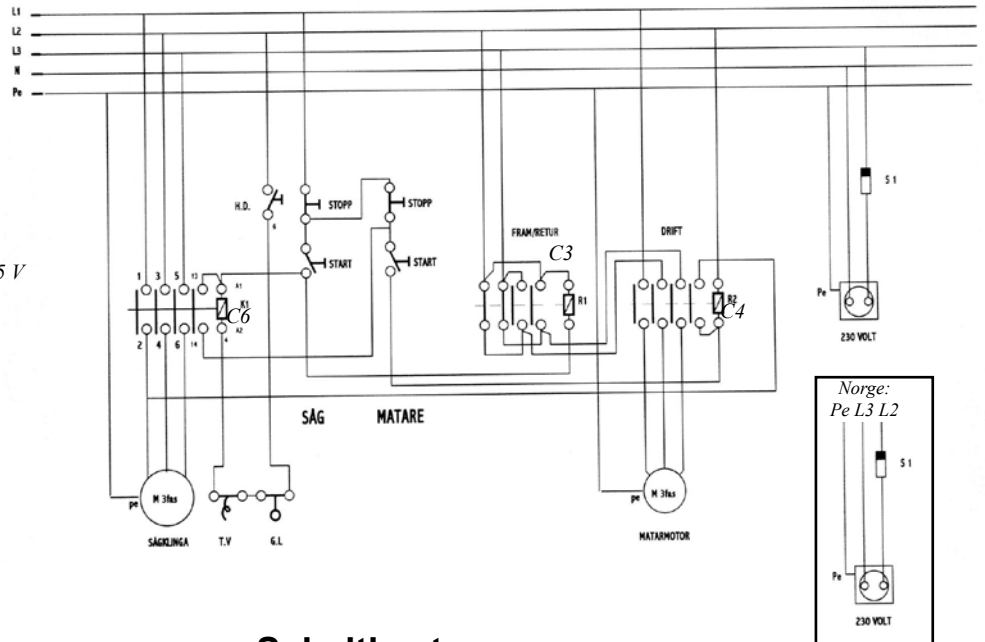 L1
L2
L3
N
Pe
S 1
H.D.
6
STOPP
STOPP
START
START
FRAM/RETUR
DRIFT
C3
5 V
1 3 5 13
A1
K1
C6
A2
2 4 6 14
4
R1
R2
C4
Pe
230 VOLT
SÅG MATARE
Norge:
Pe L3 L2
S 1
pe
M 3fas
SÅGKLINGA
T.V
G.L
pe
M 3fas
MATARMOTOR
Pe
230 VOLT